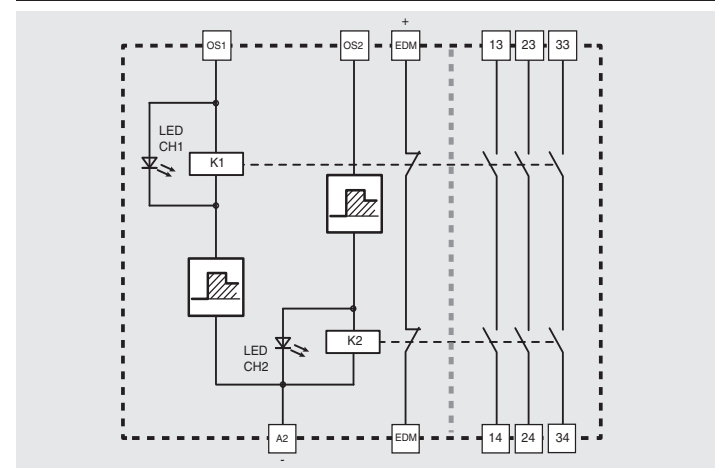 +
OS1 OS2 EDM 13 23 33
LED
CH1
K1
LED
CH2
K2
A2 EDM 14 24 34
-